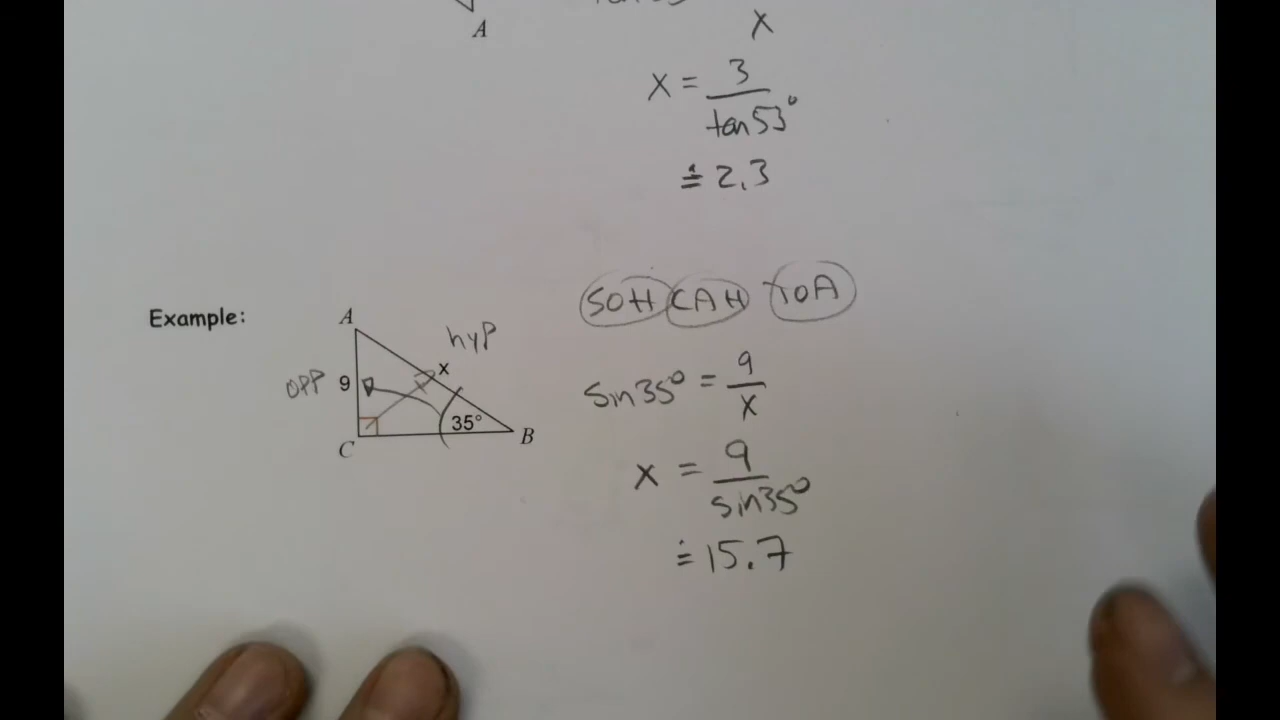 A
x
x = 3 / tan53°
≐ 2.3
Example:
SOH CAH TOA
A
hyp
x
opp 9
35°
C
B
sin35° = 9 / x
x = 9 / sin35°
≐ 15.7